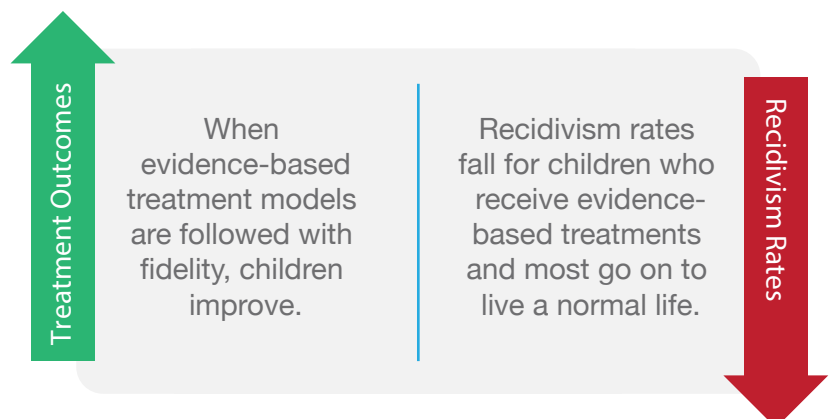 Treatment Outcomes
When
evidence-based
treatment models
are followed with
fidelity, children
improve.
Recidivism rates
fall for children who
receive evidence-
based treatments
and most go on to
live a normal life.
Recidivism Rates